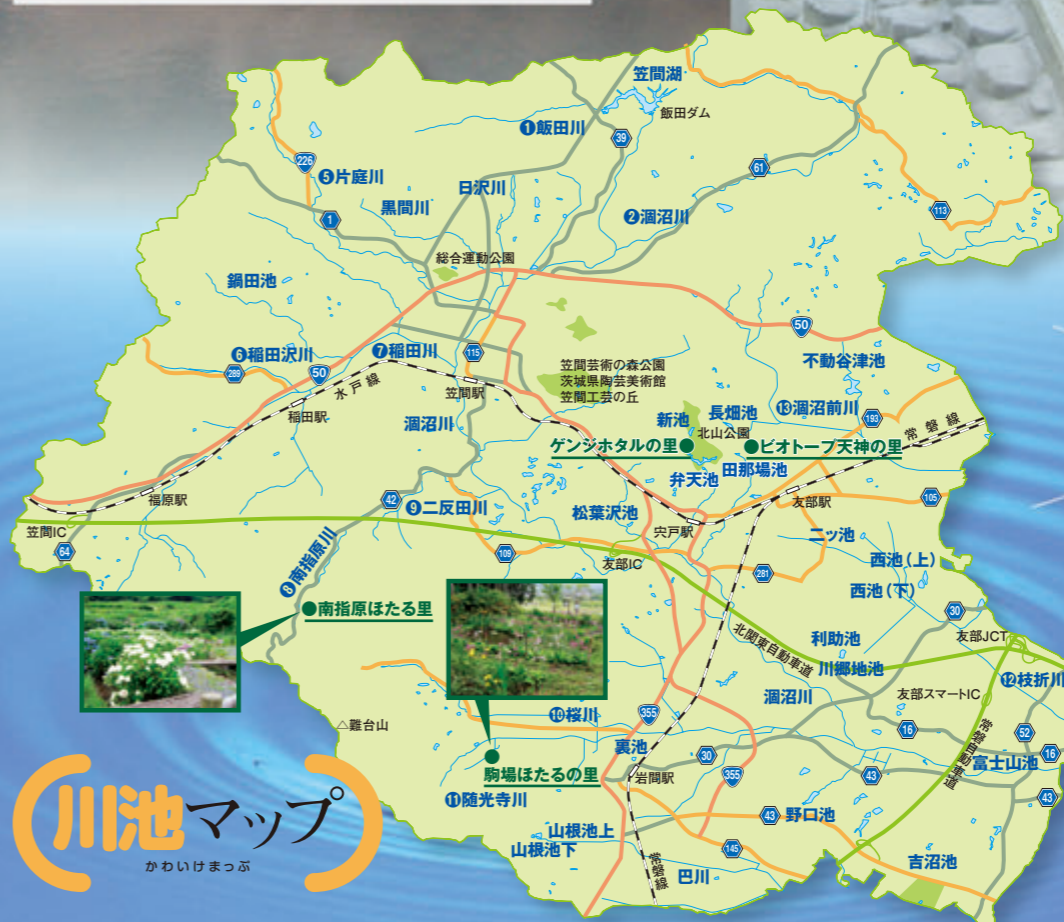 笠間湖
飯田ダム
❶飯田川
39
61
226
❺片庭川
日沢川
黒間川
1
❷涸沼川
113
総合運動公園
鍋田池
50
❻稲田沢川
❼稲田川
115
289
50
水戸線
不動谷津池
笠間芸術の森公園
茨城県陶芸美術館
笠間工芸の丘
笠間駅
稲田駅
涸沼川
新池
長畑池
⓭涸沼前川
193
北山公園
常磐線
ゲンジホタルの里
ビオトープ天神の里
弁天池
田那場池
福原駅
42
❾二反田川
友部駅
105
松葉沢池
宍戸駅
笠間IC
64
109
友部IC
二ッ池
西池(上)
281
西池(下)
❽南指原川
南指原ほたる里
30
北関東自動車道
利助池
友部JCT
川郷地池
⓬枝折川
涸沼川
友部スマートIC
❿桜川
355
△難台山
16
52
裏池
30
16
常磐自動車道
富士山池
駒場ほたるの里
岩間駅
355
43
43
⓫随光寺川
43
野口池
山根池上
山根池下
145
吉沼池
常磐線
巴川
川池マップ
かわいけまっぷ